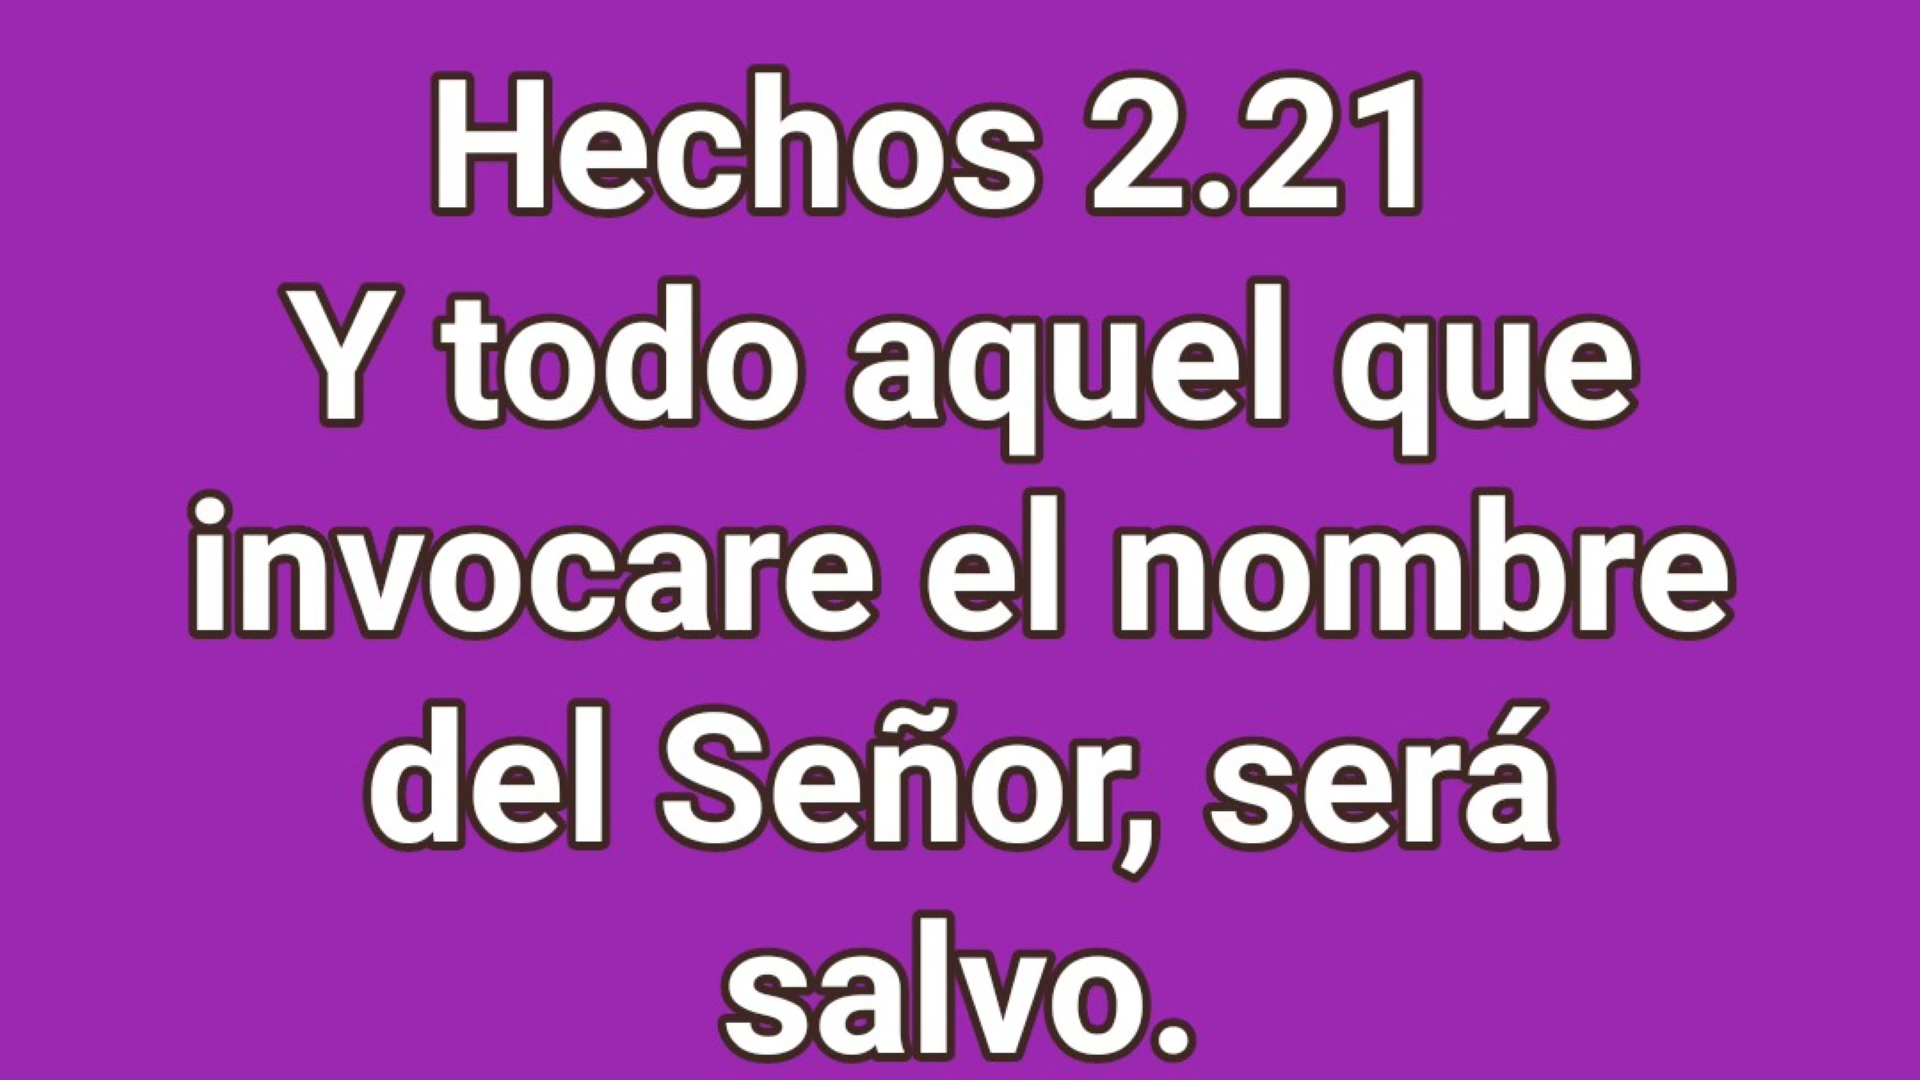 Hechos 2.21
Y todo aquel que
invocare el nombre
del Señor, será
salvo.